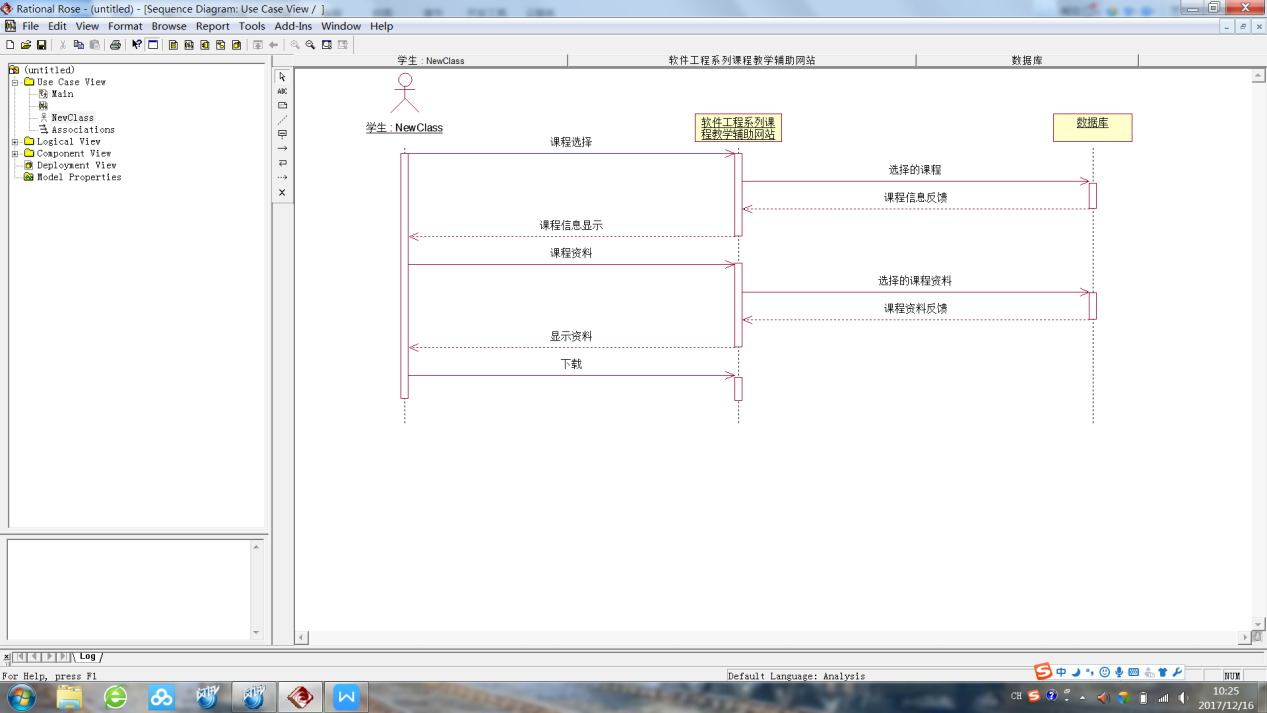 Rational Rose - (untitled) - [Sequence Diagram: Use Case View / ]
File Edit View Format Browse Report Tools Add-Ins Window Help
学生 : NewClass 软件工程系列课程教学辅助网站 数据库
(untitled)
Use Case View
Main
NewClass
Associations
Logical View
Component View
Deployment View
Model Properties
ABC
学生 : NewClass
软件工程系列课
程教学辅助网站
数据库
课程选择
选择的课程
课程信息反馈
课程信息显示
课程资料
选择的课程资料
课程资料反馈
显示资料
下载
Log
For Help, press F1
Default Language: Analysis
NUM
中
CH
10:25
2017/12/16